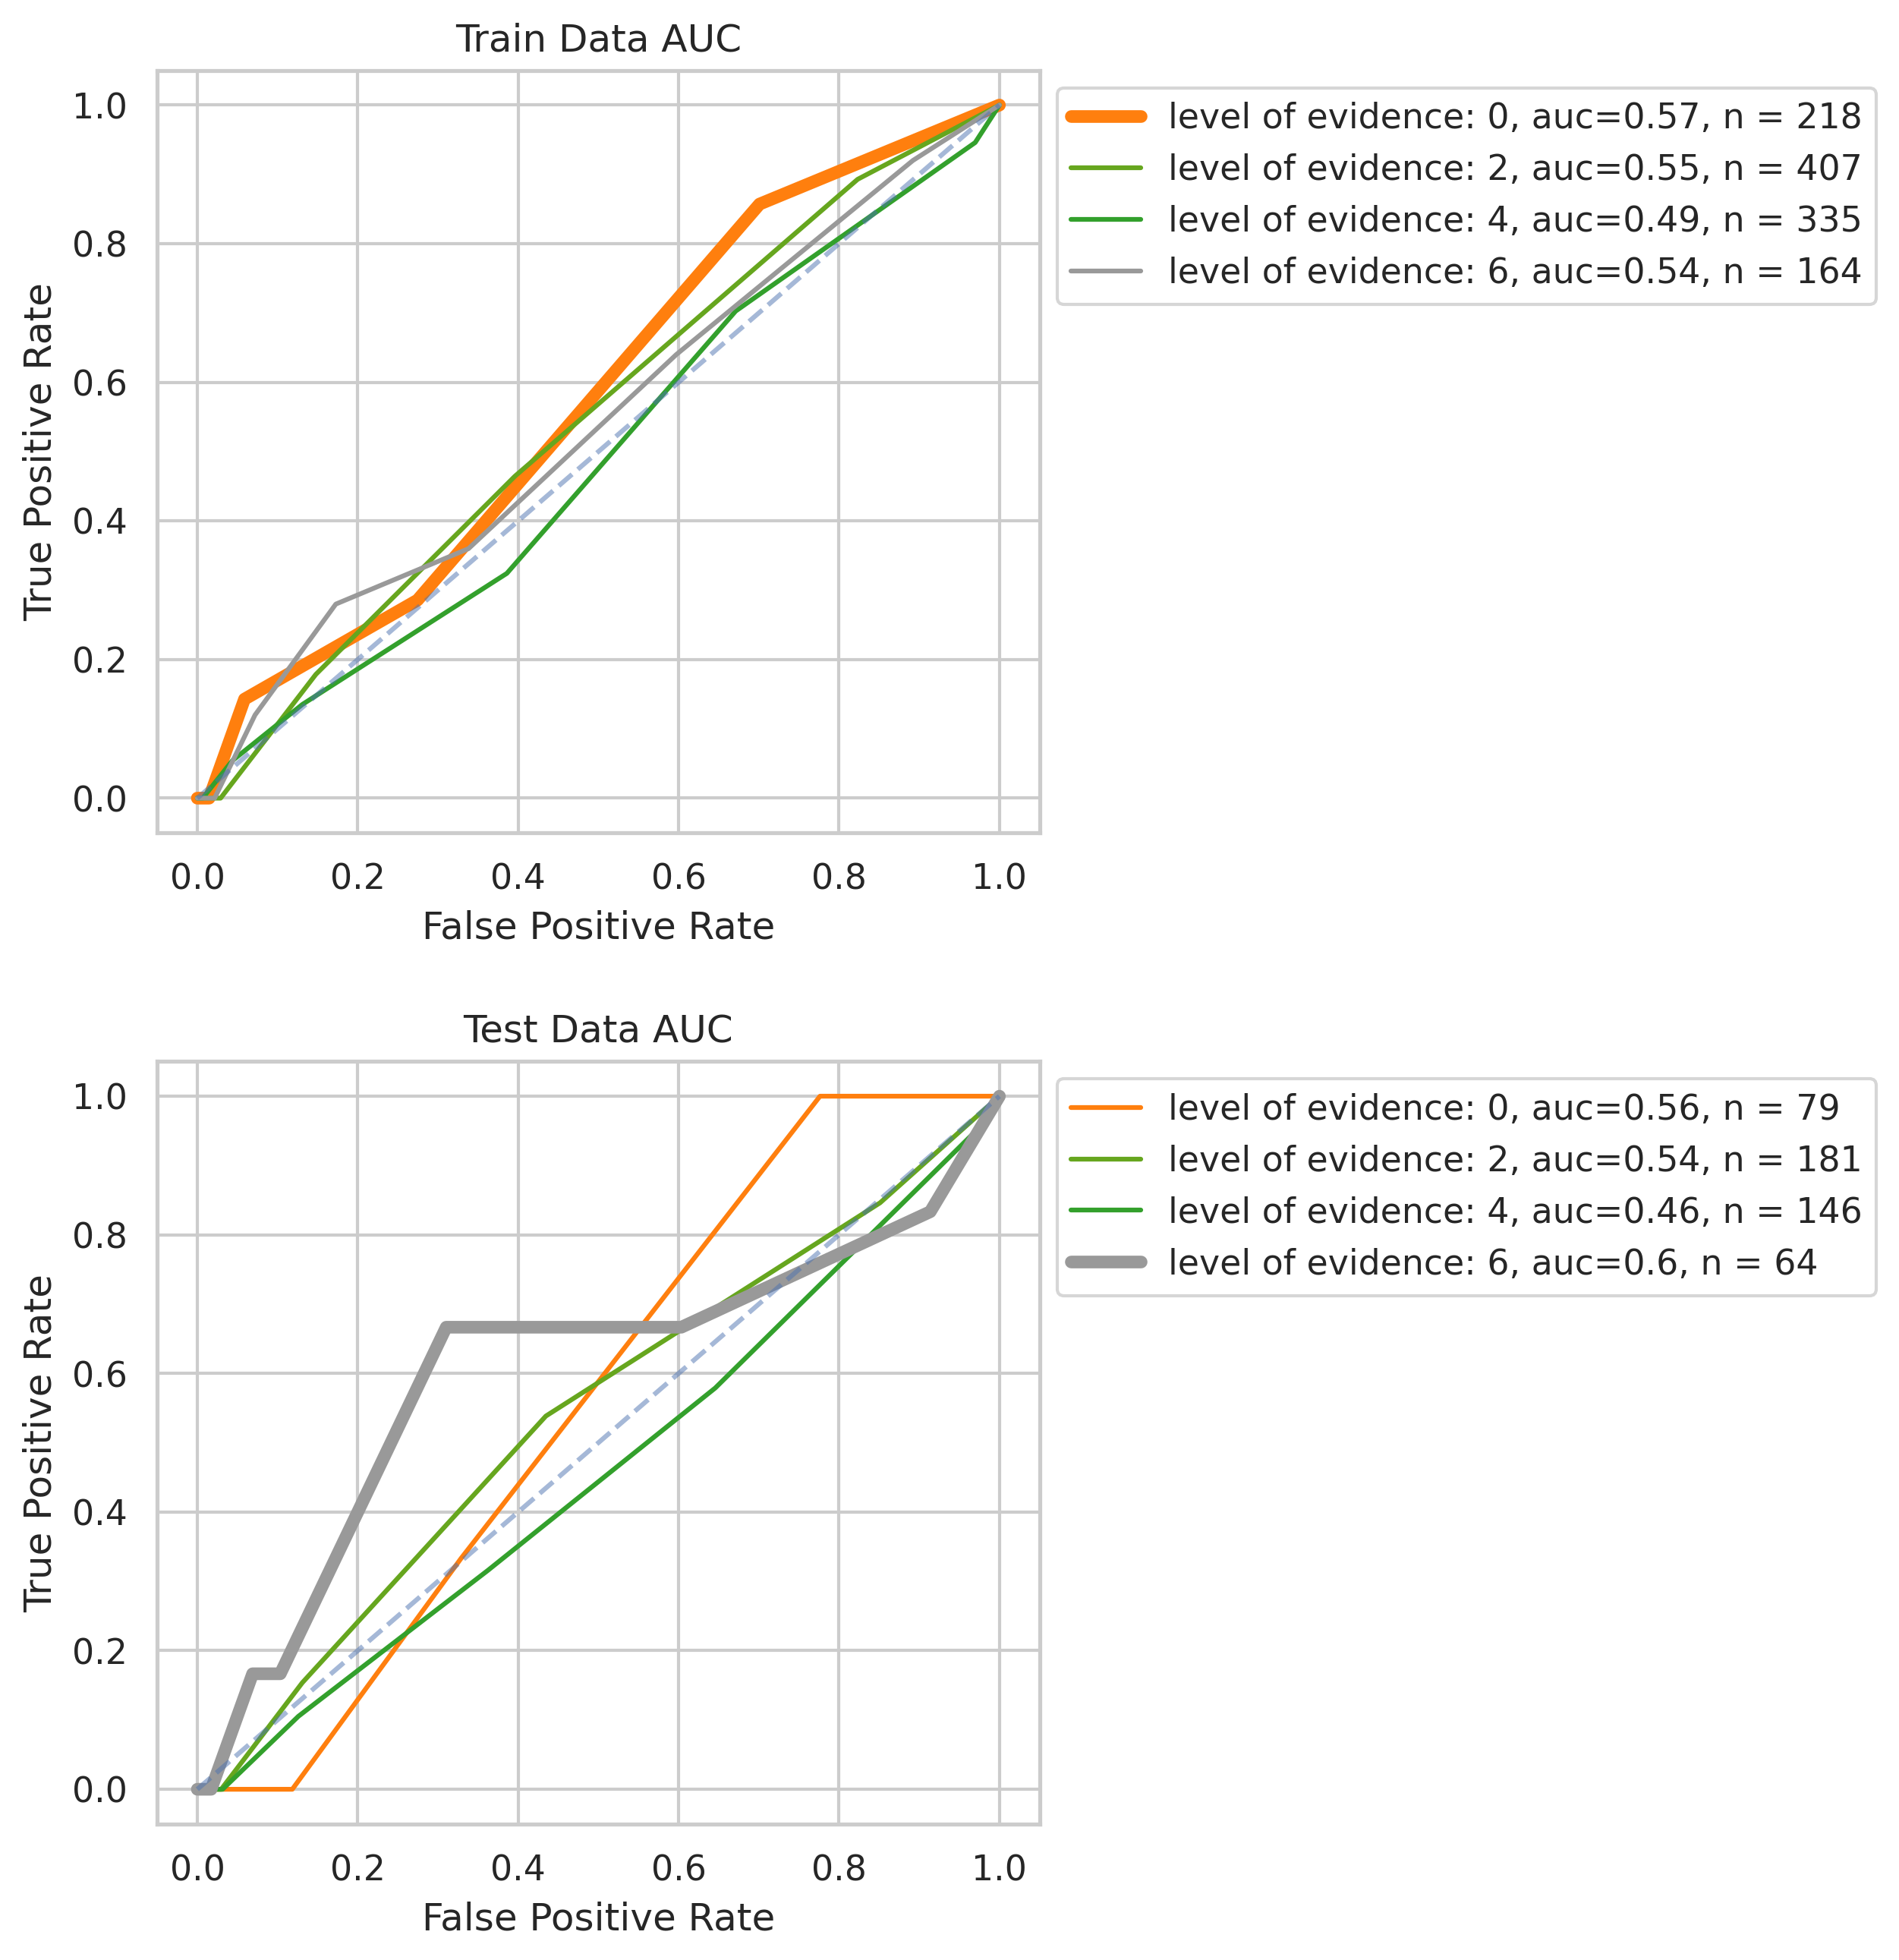 Train Data AUC
True Positive Rate
1.0
0.8
0.6
0.4
0.2
0.0
0.0 0.2 0.4 0.6 0.8 1.0
False Positive Rate
level of evidence: 0, auc=0.57, n = 218
level of evidence: 2, auc=0.55, n = 407
level of evidence: 4, auc=0.49, n = 335
level of evidence: 6, auc=0.54, n = 164
Test Data AUC
True Positive Rate
1.0
0.8
0.6
0.4
0.2
0.0
0.0 0.2 0.4 0.6 0.8 1.0
False Positive Rate
level of evidence: 0, auc=0.56, n = 79
level of evidence: 2, auc=0.54, n = 181
level of evidence: 4, auc=0.46, n = 146
level of evidence: 6, auc=0.6, n = 64